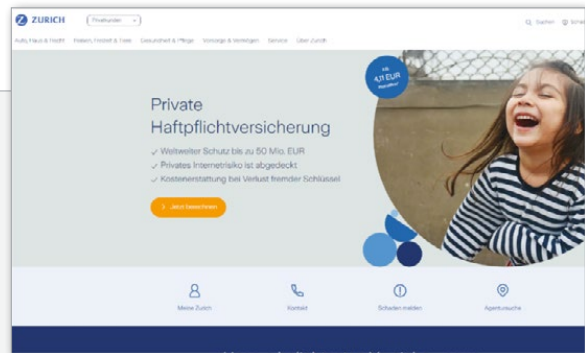 ZURICH
Privatkunden
Suchen
Auto, Haus & Recht Reisen, Freizeit & Tiere Gesundheit & Pflege Vorsorge & Vermögen Service Über Zurich
Ab
4,11 EUR
monatlich
Private
Haftpflichtversicherung
Weltweiter Schutz bis zu 50 Mio. EUR
Privates Internetrisiko ist abgedeckt
Kostenerstattung bei Verlust fremder Schlüssel
Jetzt berechnen
Meine Zurich
Kontakt
Schaden melden
Agentursuche